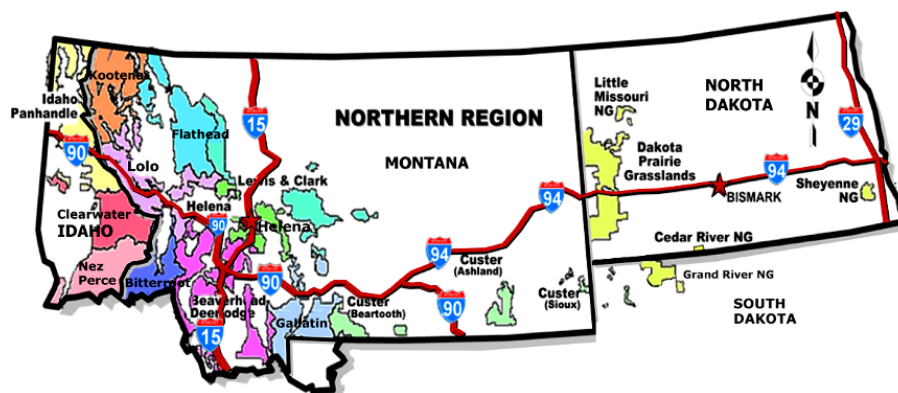 Kootenai
Idaho
Panhandle
90
Lolo
Flathead
15
NORTHERN REGION
MONTANA
Lewis & Clark
Helena
90
Helena
Clearwater
IDAHO
Nez
Perce
Bitterroot
Beaverhead
Deerlodge
15
90
Gallatin
Custer
(Beartooth)
94
Custer
(Ashland)
90
94
Custer
(Sioux)
Little
Missouri
NG
NORTH
DAKOTA
N
29
Dakota
Prairie
Grasslands
94
BISMARK
Sheyenne
NG
Cedar River NG
Grand River NG
SOUTH
DAKOTA